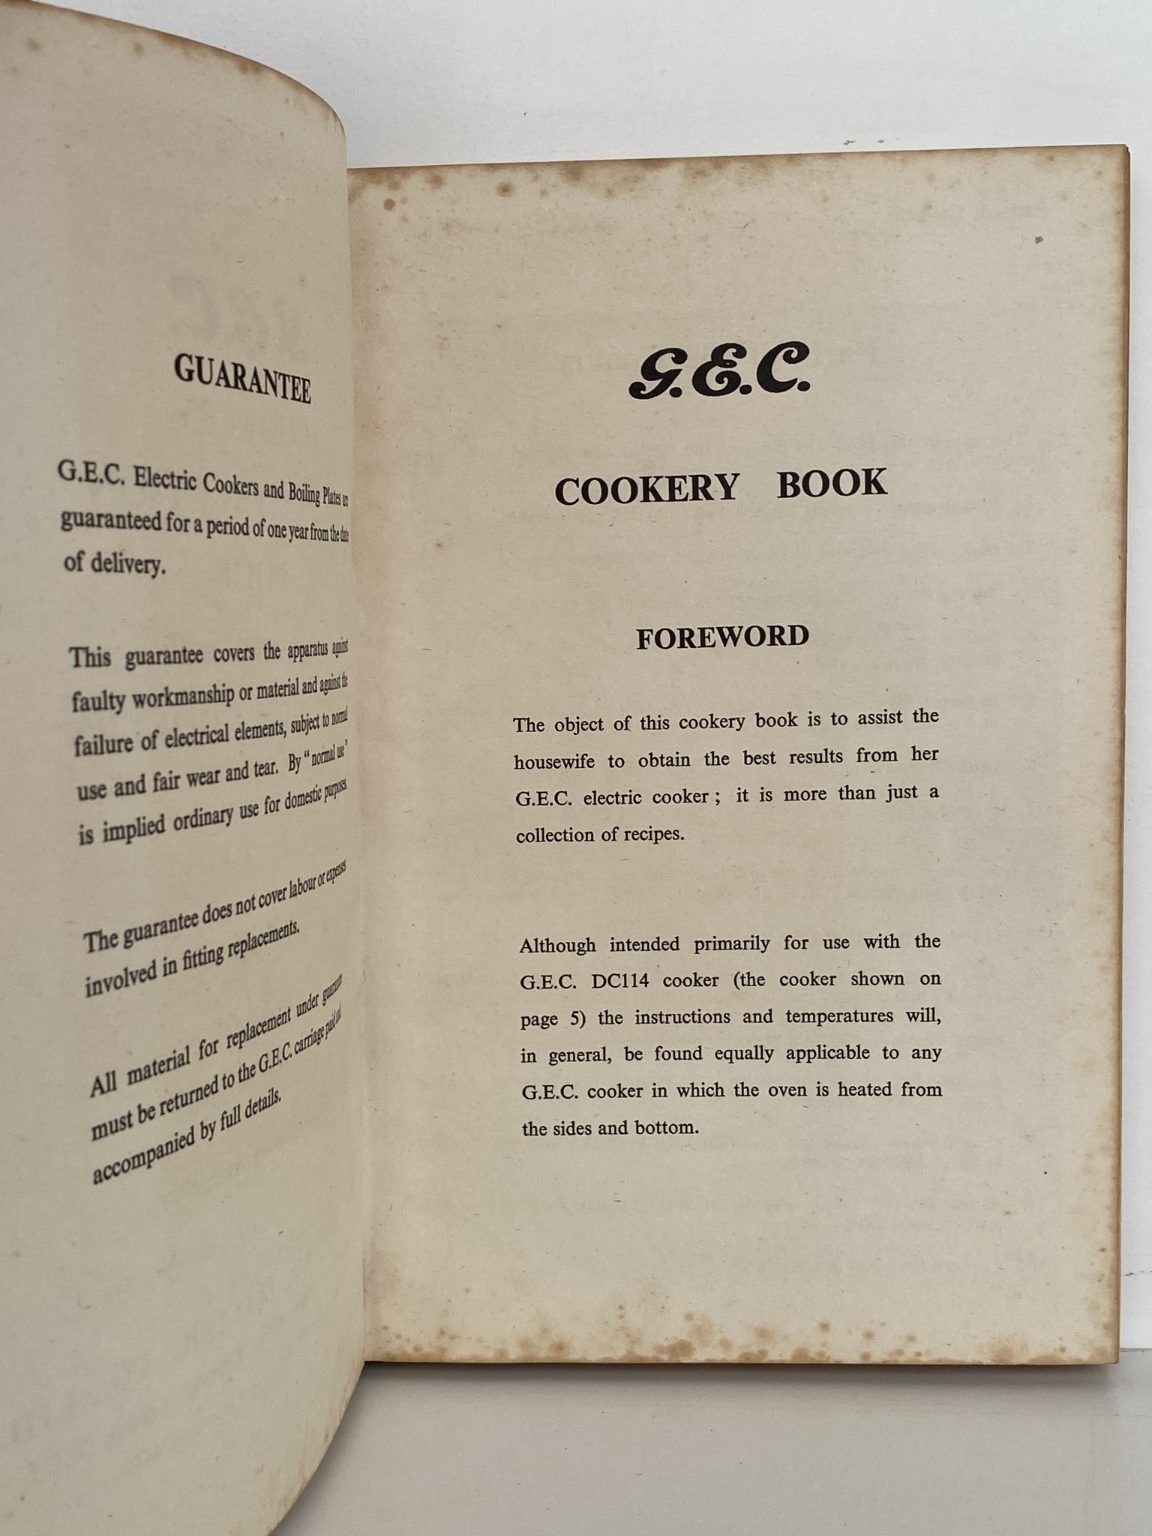 GUARANTEE
G.E.C. Electric Cookers and Boiling Plates are
guaranteed for a period of one year from the date
of delivery.
This guarantee covers the apparatus against
faulty workmanship or material and against the
failure of electrical elements, subject to normal
use and fair wear and tear. By "normal use"
is implied ordinary use for domestic purposes
The guarantee does not cover labour or expenses
involved in fitting replacements.
All material for replacement under guarantee
must be returned to the G.E.C. carriage paid and
accompanied by full details.
G.E.C.
COOKERY BOOK
FOREWORD
The object of this cookery book is to assist the
housewife to obtain the best results from her
G.E.C. electric cooker ; it is more than just a
collection of recipes.
Although intended primarily for use with the
G.E.C. DC114 cooker (the cooker shown on
page 5) the instructions and temperatures will,
in general, be found equally applicable to any
G.E.C. cooker in which the oven is heated from
the sides and bottom.